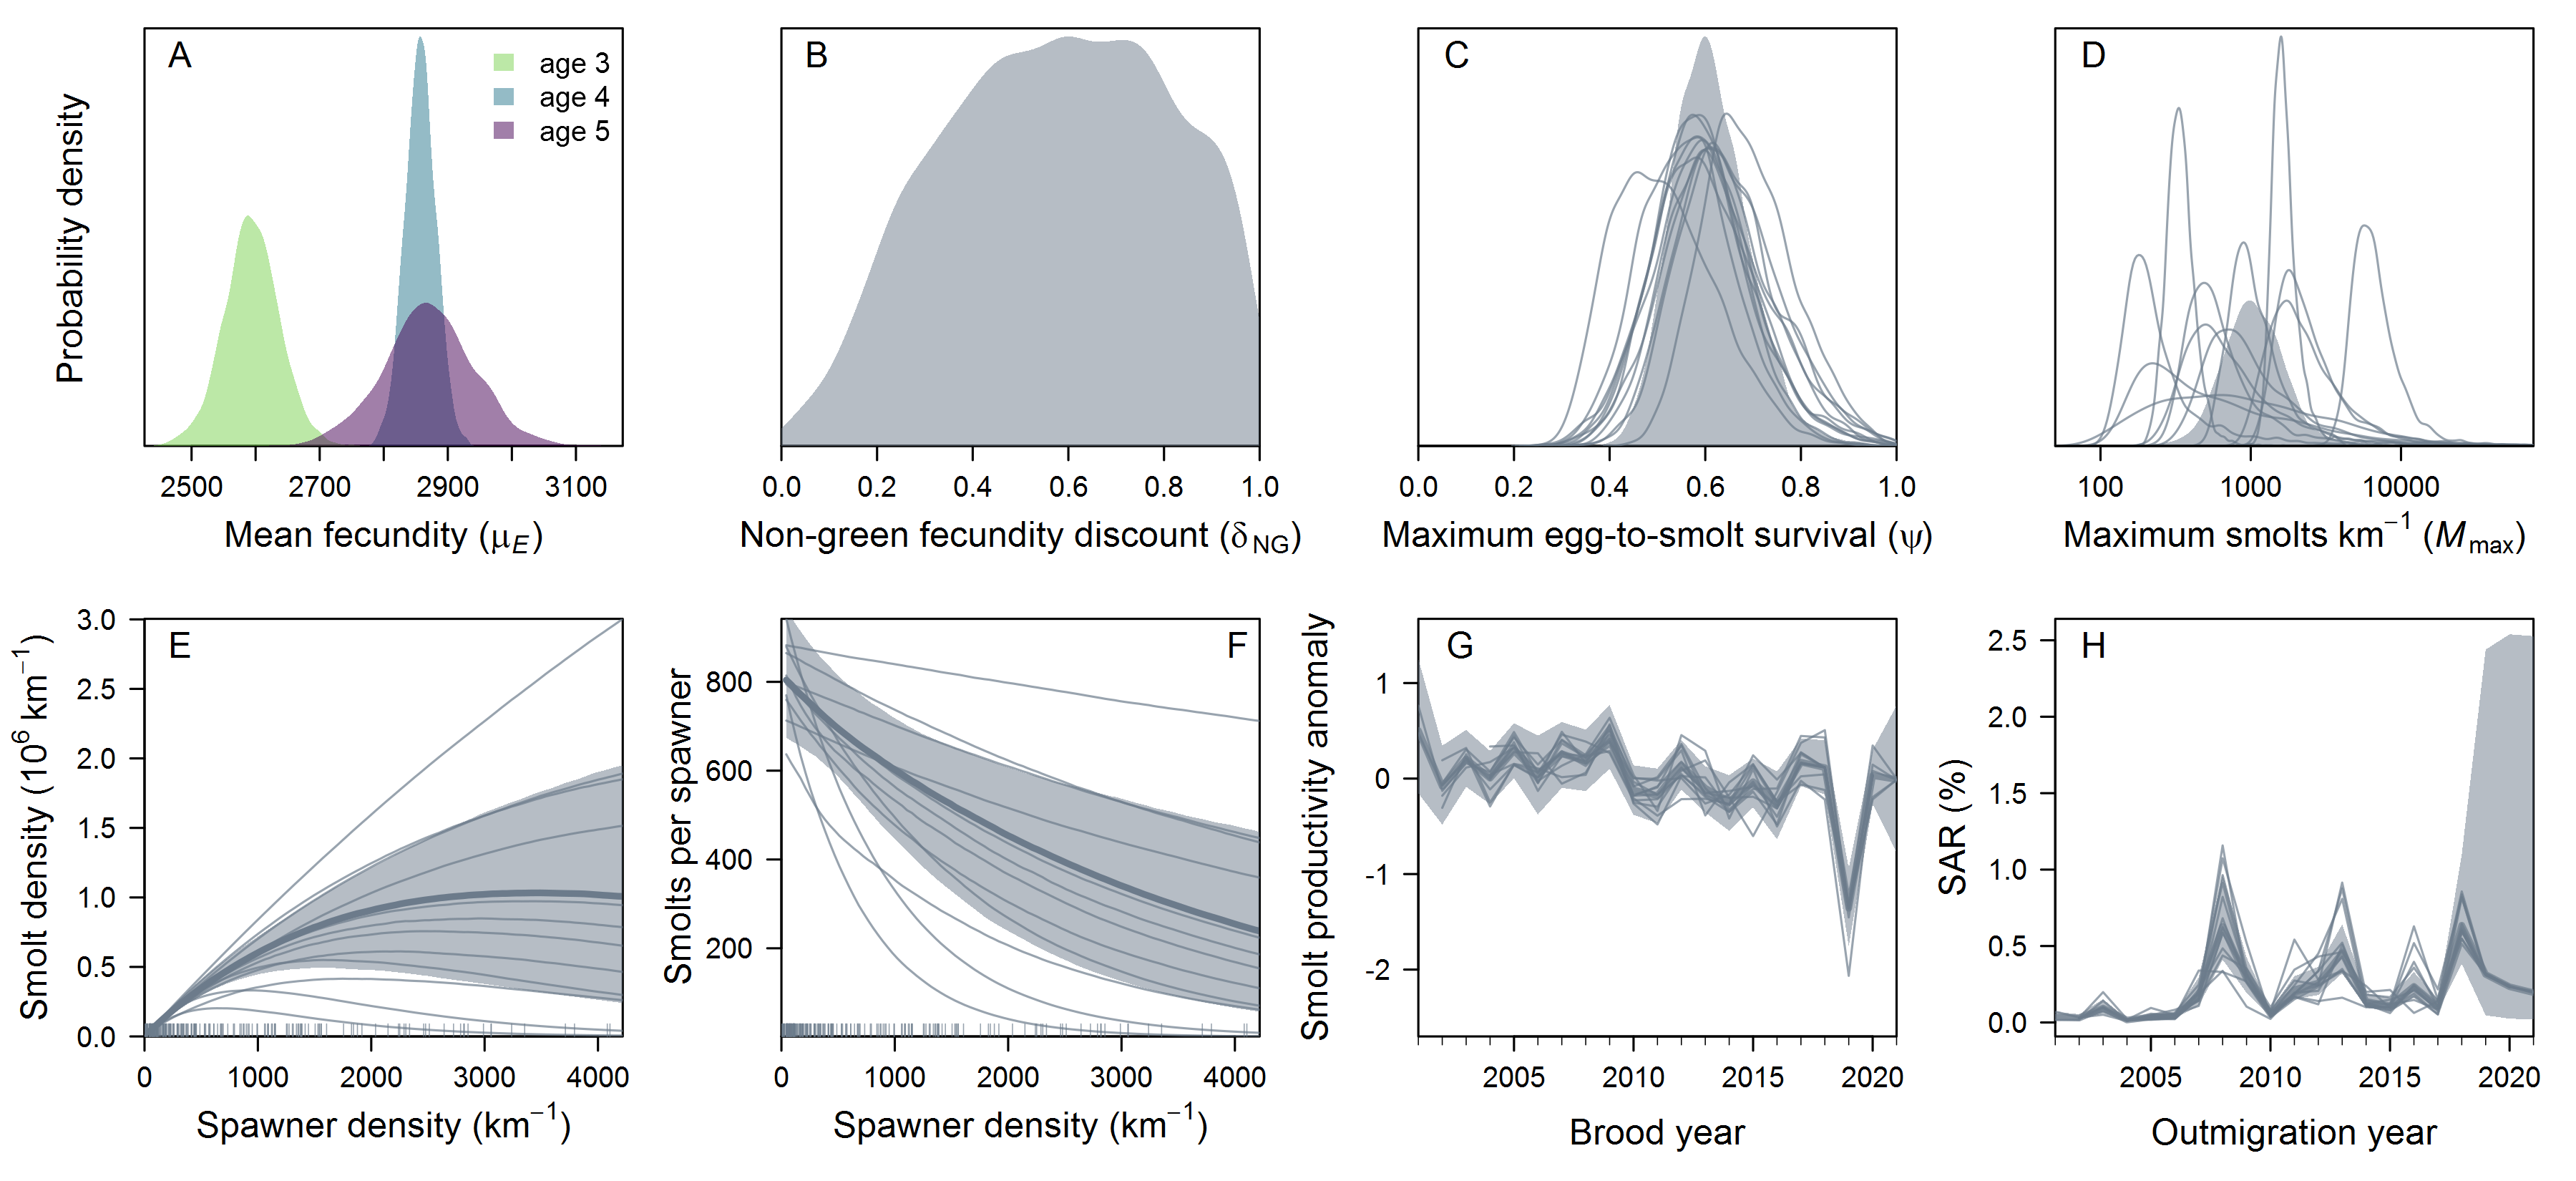 A
age 3
age 4
age 5
Probability density
2500 2700 2900 3100
Mean fecundity (μE)
B
0.0 0.2 0.4 0.6 0.8 1.0
Non-green fecundity discount (δNG)
C
0.0 0.2 0.4 0.6 0.8 1.0
Maximum egg-to-smolt survival (ψ)
D
100 1000 10000
Maximum smolts km−1 (Mmax)
E
Smolt density (106 km−1)
3.0
2.5
2.0
1.5
1.0
0.5
0.0
0 1000 2000 3000 4000
Spawner density (km−1)
F
Smolts per spawner
800
600
400
200
0 1000 2000 3000 4000
Spawner density (km−1)
G
Smolt productivity anomaly
1
0
-1
-2
2005 2010 2015 2020
Brood year
H
SAR (%)
2.5
2.0
1.5
1.0
0.5
0.0
2005 2010 2015 2020
Outmigration year